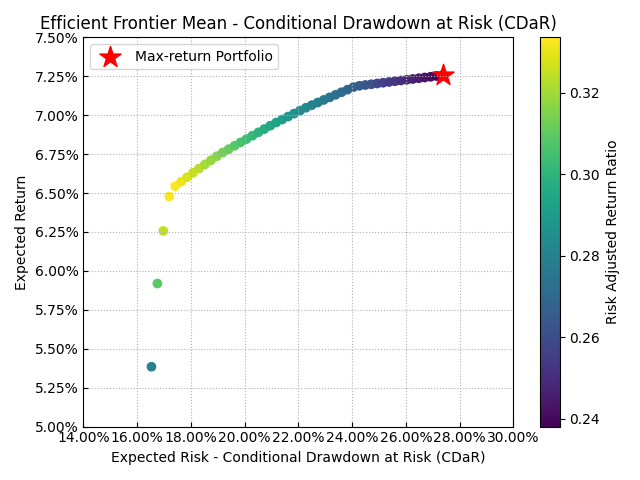 Efficient Frontier Mean - Conditional Drawdown at Risk (CDaR)
Max-return Portfolio
7.50%
7.25%
7.00%
6.75%
6.50%
6.25%
6.00%
5.75%
5.50%
5.25%
5.00%
Expected Return
14.00% 16.00% 18.00% 20.00% 22.00% 24.00% 26.00% 28.00% 30.00%
Expected Risk - Conditional Drawdown at Risk (CDaR)
0.32
0.30
0.28
0.26
0.24
Risk Adjusted Return Ratio